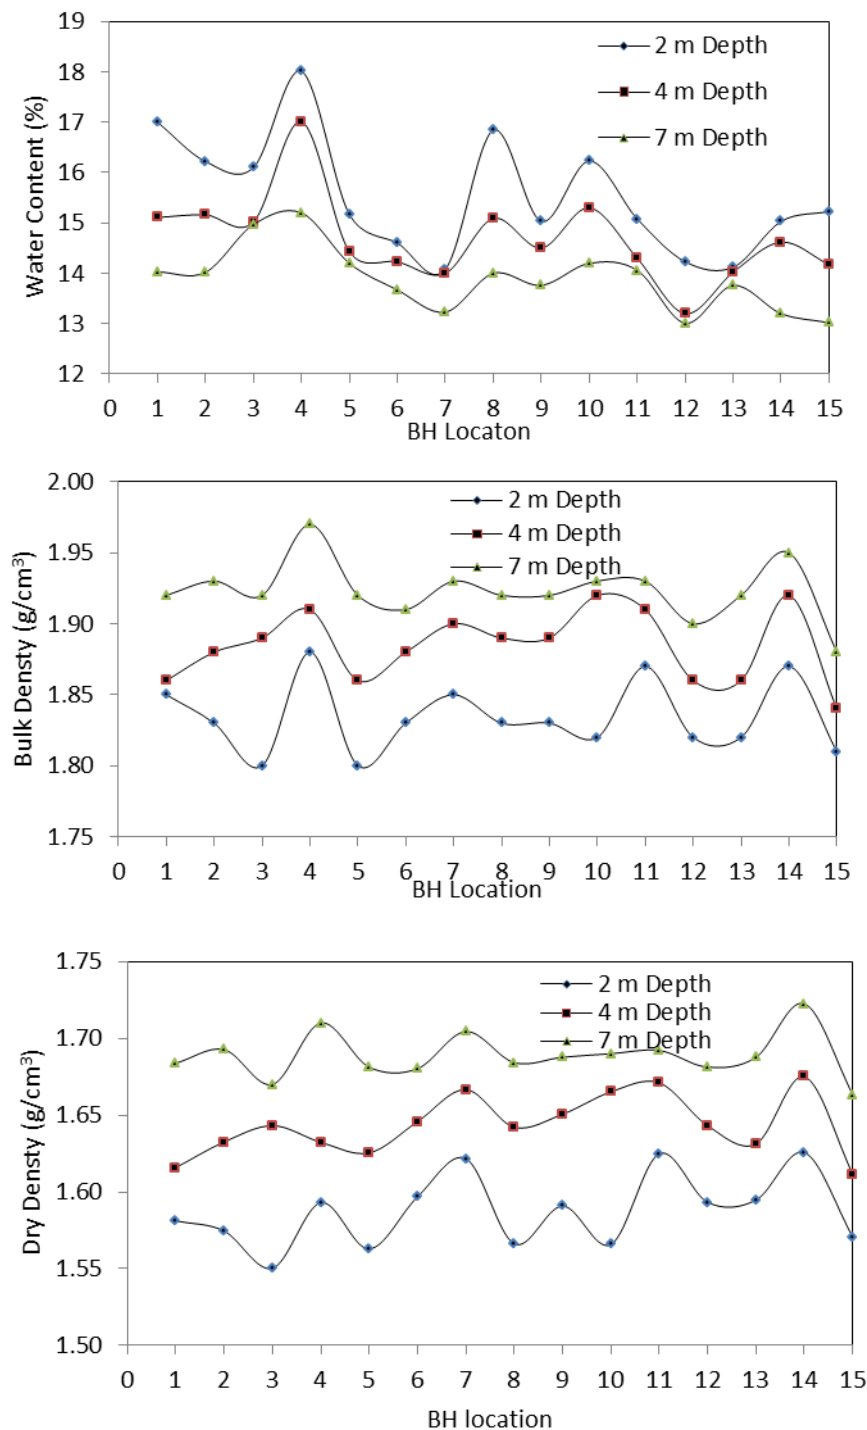 19
18
17
16
15
14
13
12
Water Content (%)
2 m Depth
4 m Depth
7 m Depth
0 1 2 3 4 5 6 7 8 9 10 11 12 13 14 15
BH Locaton
2.00
1.95
1.90
1.85
1.80
1.75
Bulk Densty (g/cm³)
2 m Depth
4 m Depth
7 m Depth
0 1 2 3 4 5 6 7 8 9 10 11 12 13 14 15
BH Location
1.75
1.70
1.65
1.60
1.55
1.50
Dry Densty (g/cm³)
2 m Depth
4 m Depth
7 m Depth
0 1 2 3 4 5 6 7 8 9 10 11 12 13 14 15
BH location